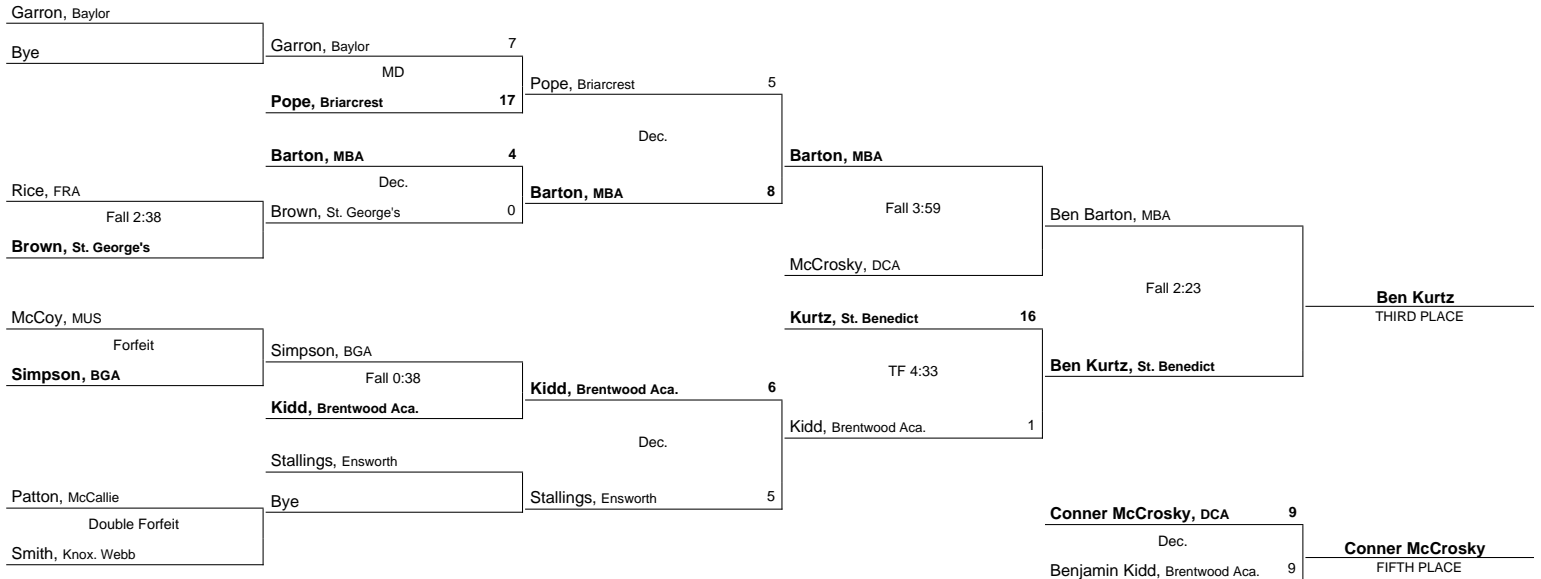 Garron, Baylor
Bye
Rice, FRA
Fall 2:38
Brown, St. George's
McCoy, MUS
Forfeit
Simpson, BGA
Patton, McCallie
Double Forfeit
Smith, Knox. Webb
Garron, Baylor 7
MD
Pope, Briarcrest 17
Barton, MBA 4
Dec.
Brown, St. George's 0
Simpson, BGA
Fall 0:38
Kidd, Brentwood Aca.
Stallings, Ensworth
Bye
Pope, Briarcrest 5
Dec.
Barton, MBA 8
Kidd, Brentwood Aca. 6
Dec.
Stallings, Ensworth 5
Barton, MBA
Fall 3:59
McCrosky, DCA
Kurtz, St. Benedict 16
TF 4:33
Kidd, Brentwood Aca. 1
Ben Barton, MBA
Fall 2:23
Ben Kurtz, St. Benedict
Conner McCrosky, DCA 9
Dec.
Benjamin Kidd, Brentwood Aca. 9
Ben Kurtz
THIRD PLACE
Conner McCrosky
FIFTH PLACE